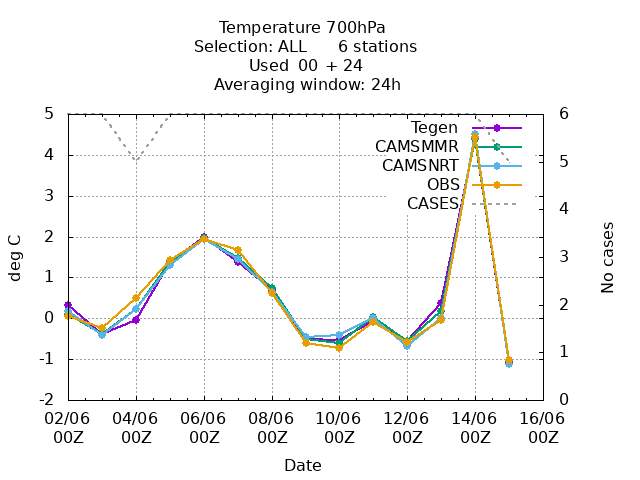 Temperature 700hPa
Selection: ALL 6 stations
Used 00 + 24
Averaging window: 24h
5 6
Tegen
4 CAMSMMR 5
CAMSNRT
3 OBS
CASES 4
2
deg C 1 3 No cases
0 2
-1 1
-2 0
02/06 04/06 06/06 08/06 10/06 12/06 14/06 16/06
00Z 00Z 00Z 00Z 00Z 00Z 00Z 00Z
Date